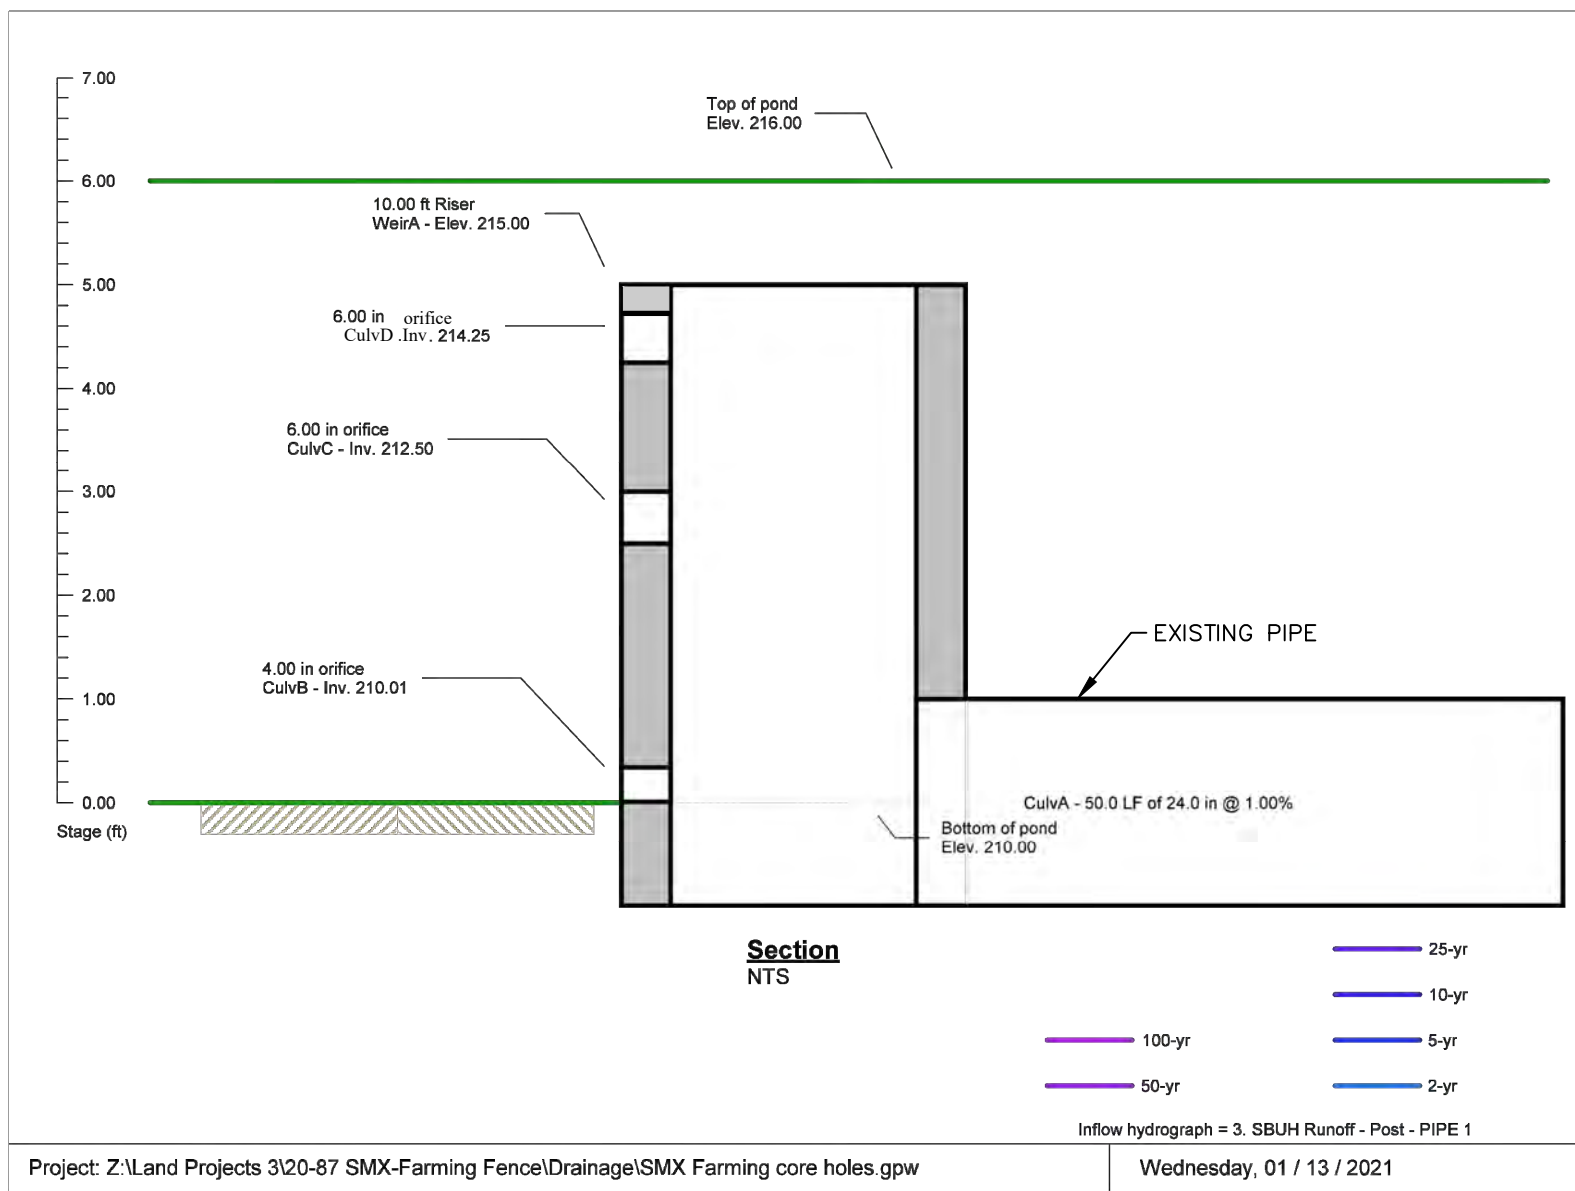 7.00
Top of pond
Elev. 216.00
6.00
10.00 ft Riser
WeirA - Elev. 215.00
5.00
6.00 in orifice
CulvD .Inv. 214.25
4.00
6.00 in orifice
CulvC - Inv. 212.50
3.00
2.00
EXISTING PIPE
4.00 in orifice
CulvB - Inv. 210.01
1.00
0.00
Stage (ft)
CulvA - 50.0 LF of 24.0 in @ 1.00%
Bottom of pond
Elev. 210.00
Section
NTS
25-yr
10-yr
100-yr
5-yr
50-yr
2-yr
Inflow hydrograph = 3. SBUH Runoff - Post - PIPE 1
Project: Z:\Land Projects 3\20-87 SMX-Farming Fence\Drainage\SMX Farming core holes.gpw
Wednesday, 01 / 13 / 2021